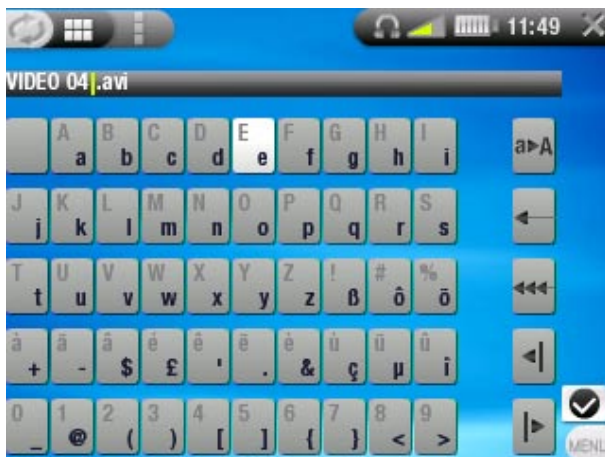 11:49
VIDEO 04 .avi
A a B b C c D d E e F f G g H h I i a▸A
J j K k L l M m N n O o P p Q q R r S s
T t U u V v W w X x Y y Z z ! ß # ô % õ
à + ä - â $ é £ ê ' ë . è & ù ç ü µ û î
0 _ 1 @ 2 ( 3 ) 4 [ 5 ] 6 { 7 } 8 < 9 >
MENU